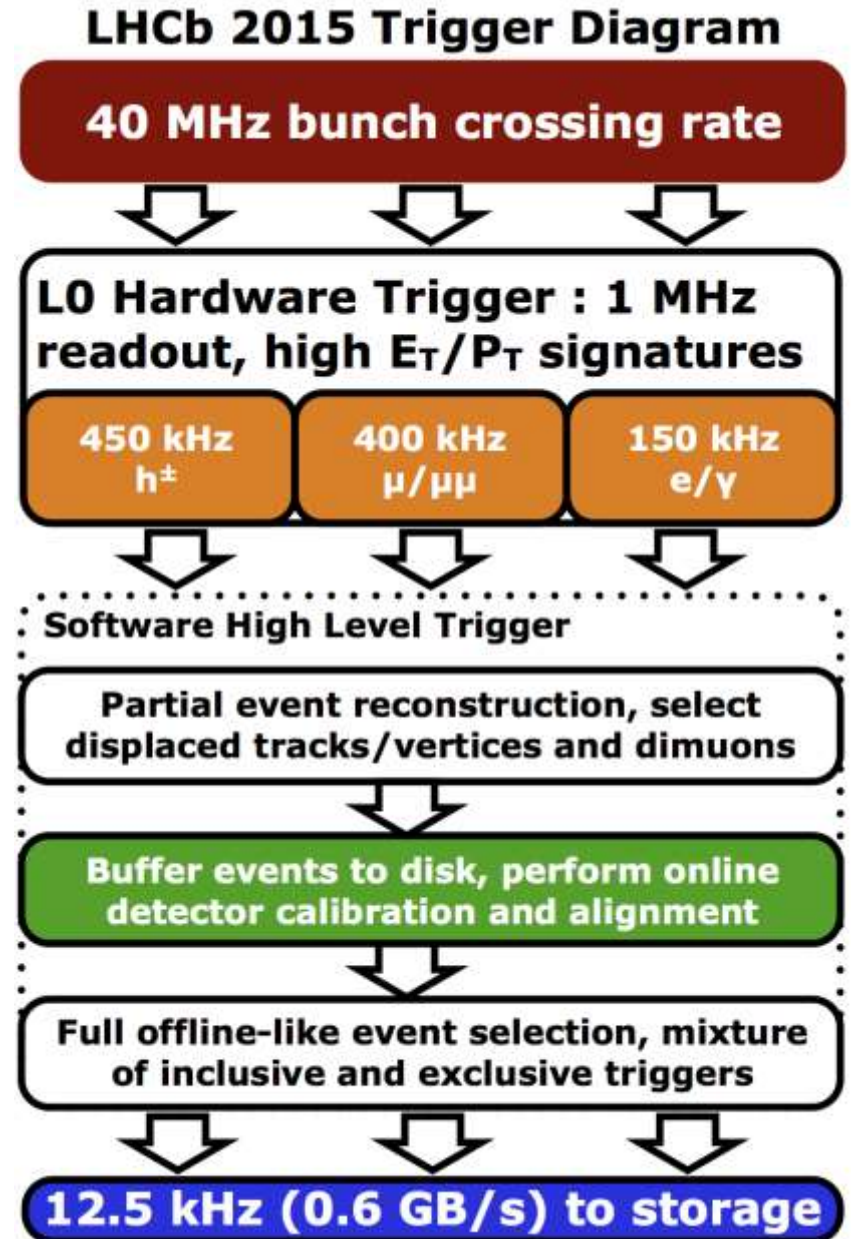 LHCb 2015 Trigger Diagram
40 MHz bunch crossing rate
L0 Hardware Trigger : 1 MHz
readout, high Eᴛ/Pᴛ signatures
450 kHz
h±
400 kHz
μ/μμ
150 kHz
e/γ
Software High Level Trigger
Partial event reconstruction, select
displaced tracks/vertices and dimuons
Buffer events to disk, perform online
detector calibration and alignment
Full offline-like event selection, mixture
of inclusive and exclusive triggers
12.5 kHz (0.6 GB/s) to storage